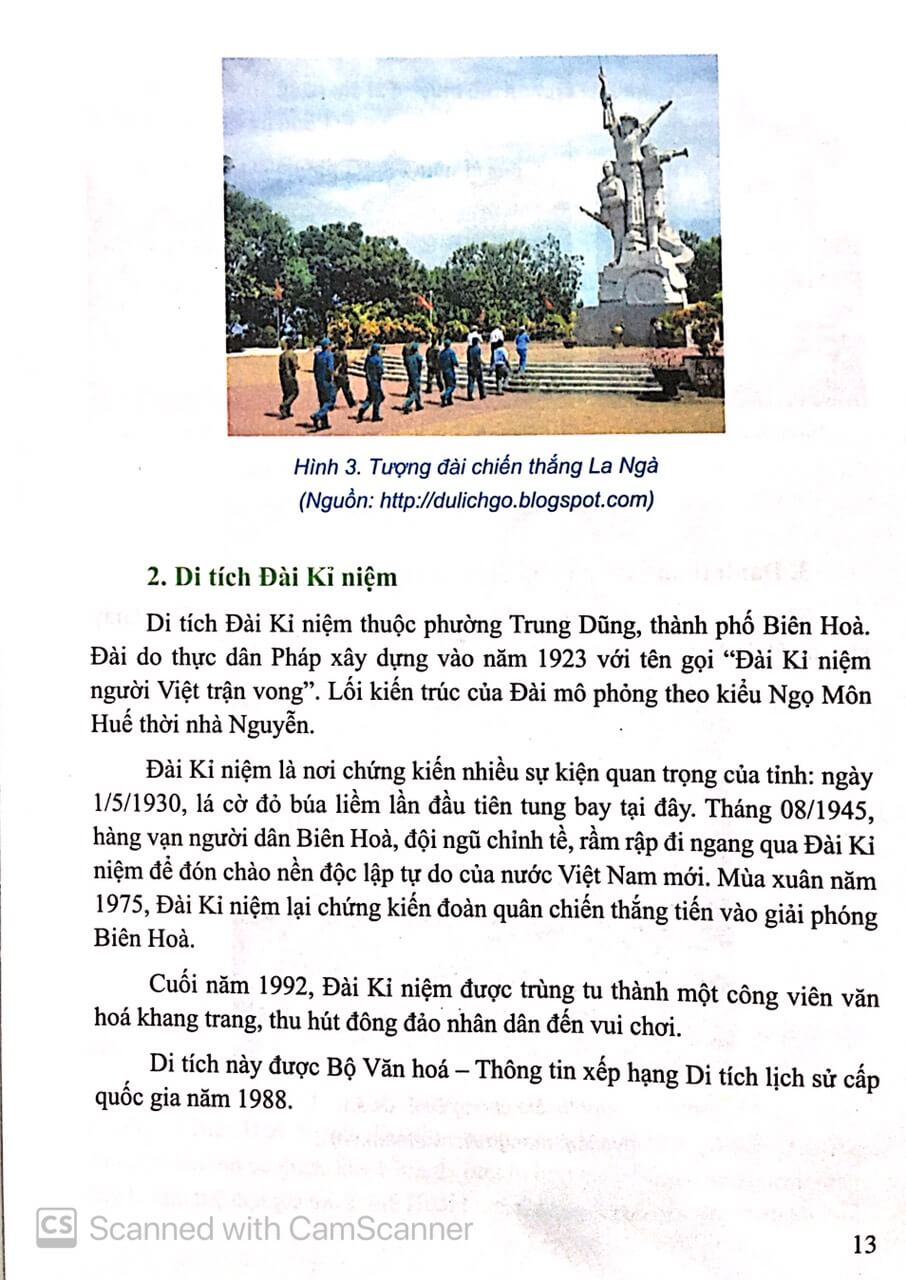 Hình 3. Tượng đài chiến thắng La Ngà
(Nguồn: http://dulichgo.blogspot.com)
2. Di tích Đài Kỉ niệm
Di tích Đài Kỉ niệm thuộc phường Trung Dũng, thành phố Biên Hoà.
Đài do thực dân Pháp xây dựng vào năm 1923 với tên gọi “Đài Kỉ niệm
người Việt trận vong”. Lối kiến trúc của Đài mô phỏng theo kiểu Ngọ Môn
Huế thời nhà Nguyễn.
Đài Kỉ niệm là nơi chứng kiến nhiều sự kiện quan trọng của tỉnh: ngày
1/5/1930, lá cờ đỏ búa liềm lần đầu tiên tung bay tại đây. Tháng 08/1945,
hàng vạn người dân Biên Hoà, đội ngũ chỉnh tề, rầm rập đi ngang qua Đài Kỉ
niệm để đón chào nền độc lập tự do của nước Việt Nam mới. Mùa xuân năm
1975, Đài Kỉ niệm lại chứng kiến đoàn quân chiến thắng tiến vào giải phóng
Biên Hoà.
Cuối năm 1992, Đài Kỉ niệm được trùng tu thành một công viên văn
hoá khang trang, thu hút đông đảo nhân dân đến vui chơi.
Di tích này được Bộ Văn hoá – Thông tin xếp hạng Di tích lịch sử cấp
quốc gia năm 1988.
CS Scanned with CamScanner
13